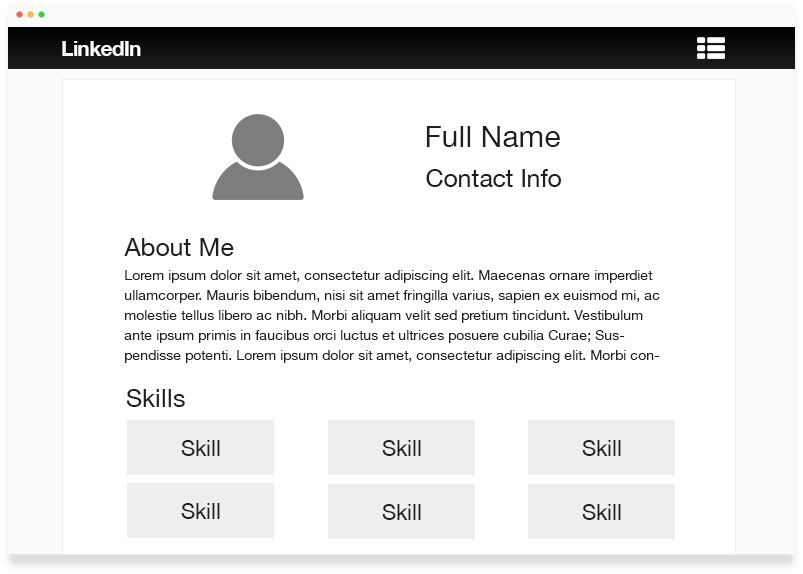 LinkedIn
Full Name
Contact Info
About Me
Lorem ipsum dolor sit amet, consectetur adipiscing elit. Maecenas ornare imperdiet
ullamcorper. Mauris bibendum, nisi sit amet fringilla varius, sapien ex euismod mi, ac
molestie tellus libero ac nibh. Morbi aliquam velit sed pretium tincidunt. Vestibulum
ante ipsum primis in faucibus orci luctus et ultrices posuere cubilia Curae; Sus-
pendisse potenti. Lorem ipsum dolor sit amet, consectetur adipiscing elit. Morbi con-
Skills
Skill Skill Skill
Skill Skill Skill